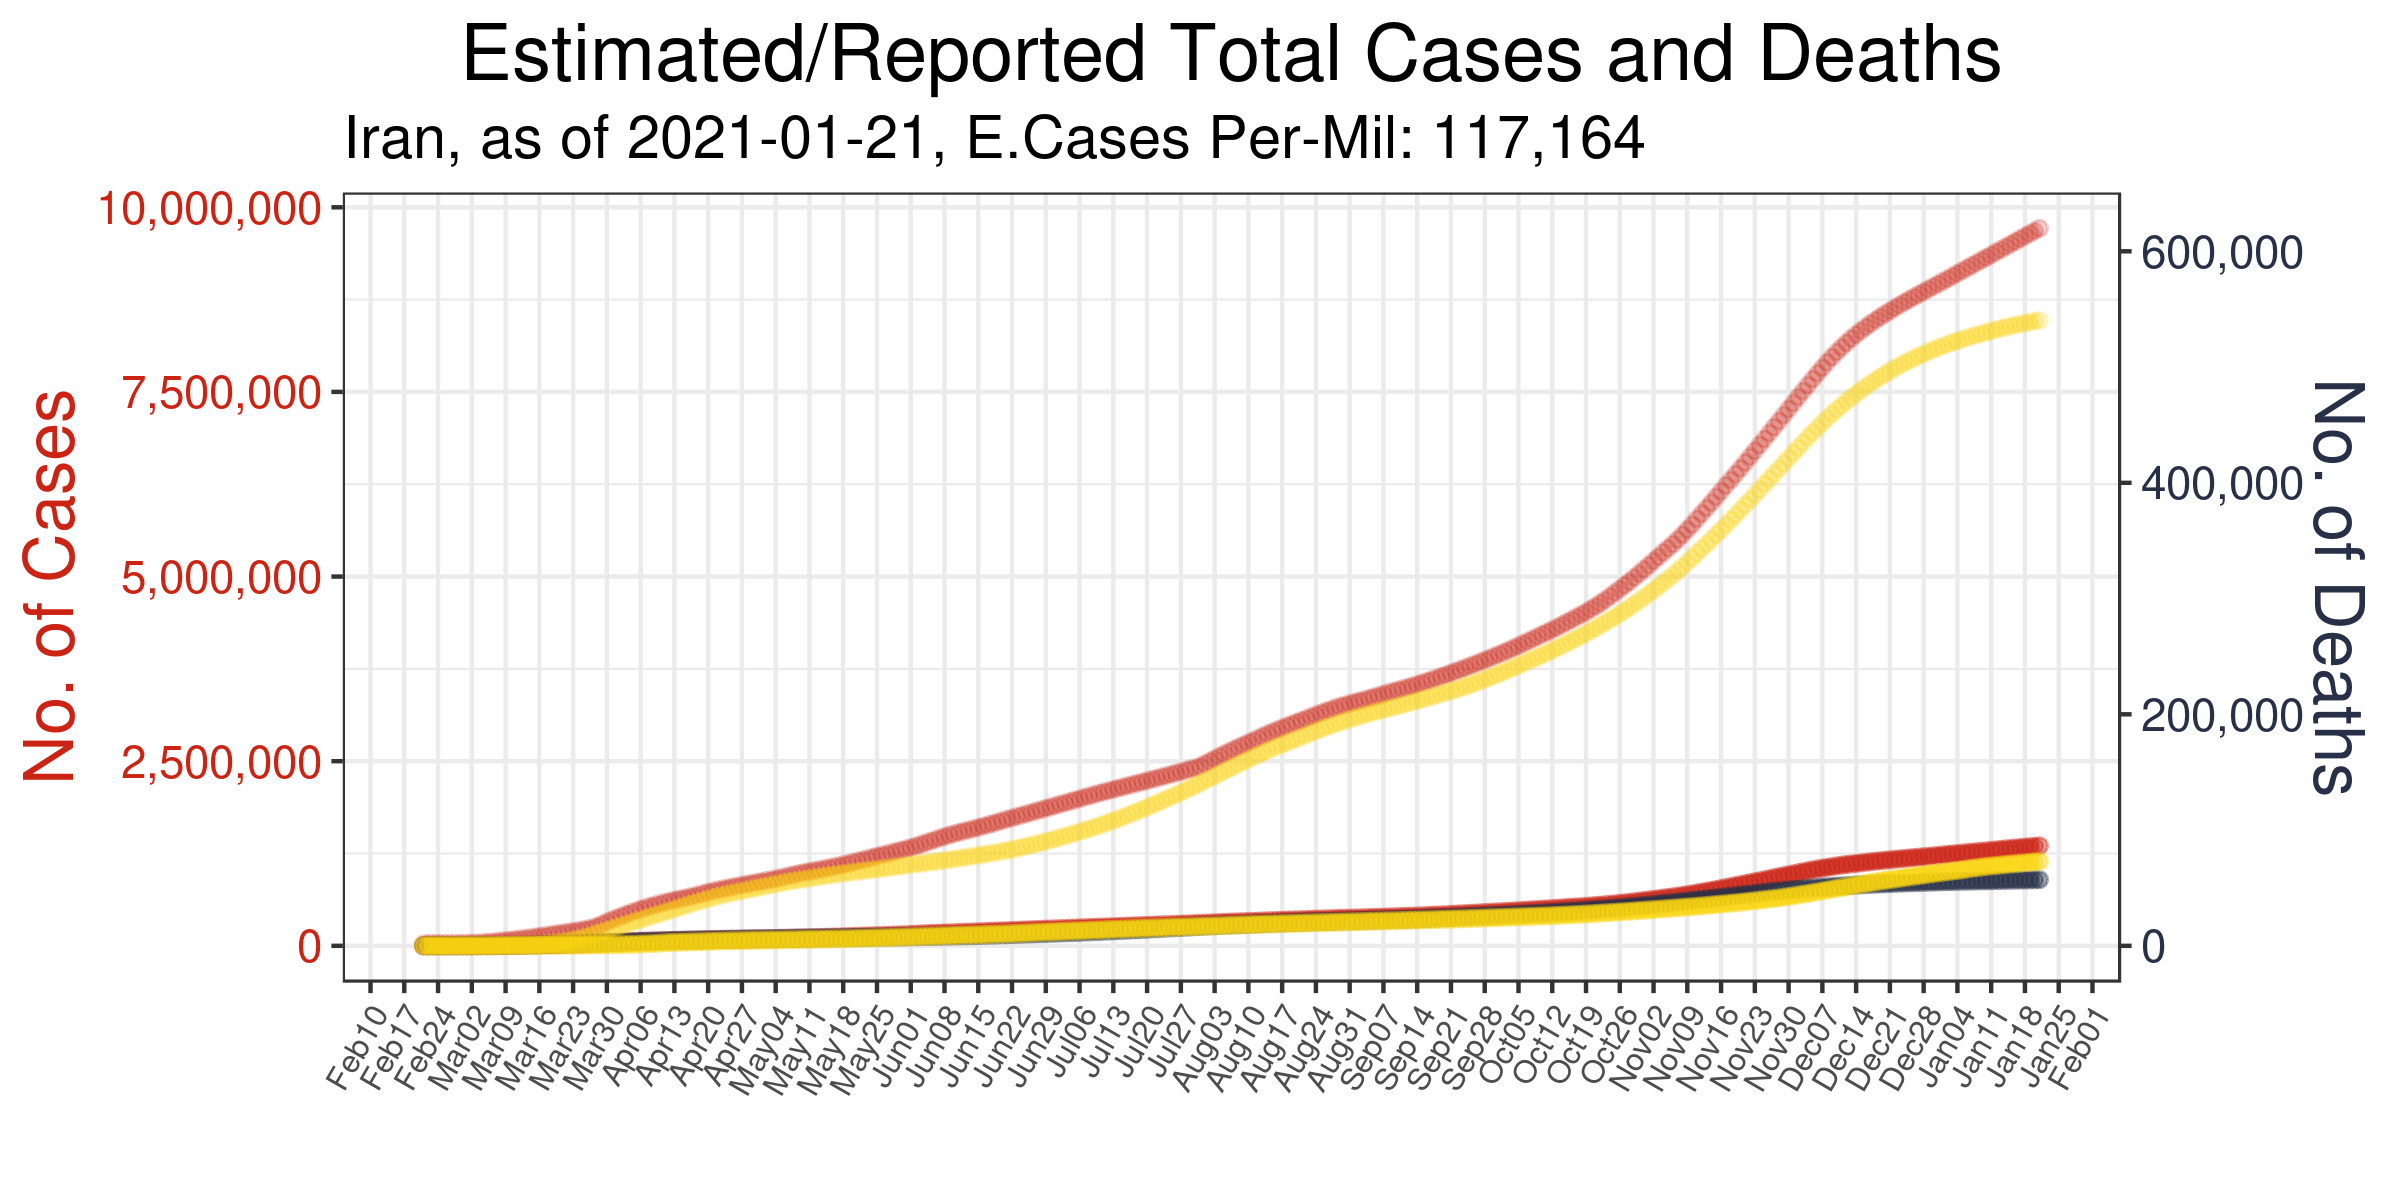 Estimated/Reported Total Cases and Deaths
Iran, as of 2021-01-21, E.Cases Per-Mil: 117,164
No. of Cases
10,000,000
7,500,000
5,000,000
2,500,000
0
600,000
400,000
200,000
0
No. of Deaths
Feb10
Feb17
Feb24
Mar02
Mar09
Mar16
Mar23
Mar30
Apr06
Apr13
Apr20
Apr27
May04
May11
May18
May25
Jun01
Jun08
Jun15
Jun22
Jun29
Jul06
Jul13
Jul20
Jul27
Aug03
Aug10
Aug17
Aug24
Aug31
Sep07
Sep14
Sep21
Sep28
Oct05
Oct12
Oct19
Oct26
Nov02
Nov09
Nov16
Nov23
Nov30
Dec07
Dec14
Dec21
Dec28
Jan04
Jan11
Jan18
Jan25
Feb01